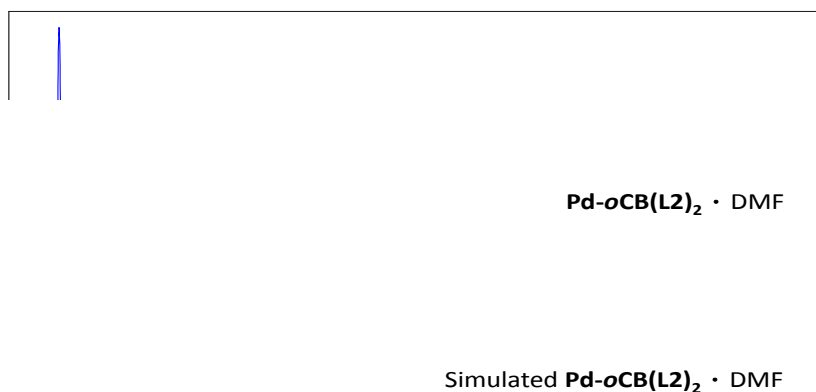 Pd-oCB(L2)₂ · DMF
Simulated Pd-oCB(L2)₂ · DMF